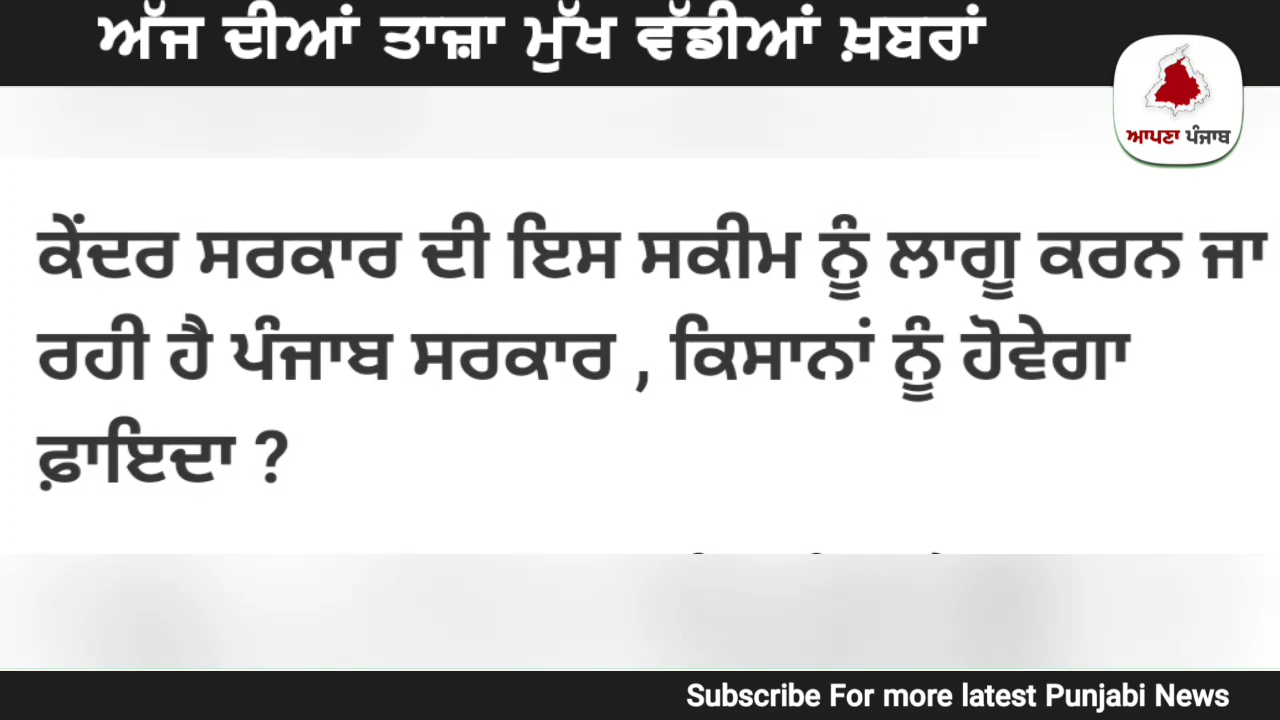 ਅੱਜ ਦੀਆਂ ਤਾਜ਼ਾ ਮੁੱਖ ਵੱਡੀਆਂ ਖ਼ਬਰਾਂ
ਆਪਣਾ ਪੰਜਾਬ
ਕੇਂਦਰ ਸਰਕਾਰ ਦੀ ਇਸ ਸਕੀਮ ਨੂੰ ਲਾਗੂ ਕਰਨ ਜਾ
ਰਹੀ ਹੈ ਪੰਜਾਬ ਸਰਕਾਰ , ਕਿਸਾਨਾਂ ਨੂੰ ਹੋਵੇਗਾ
ਫ਼ਾਇਦਾ ?
Subscribe For more latest Punjabi News